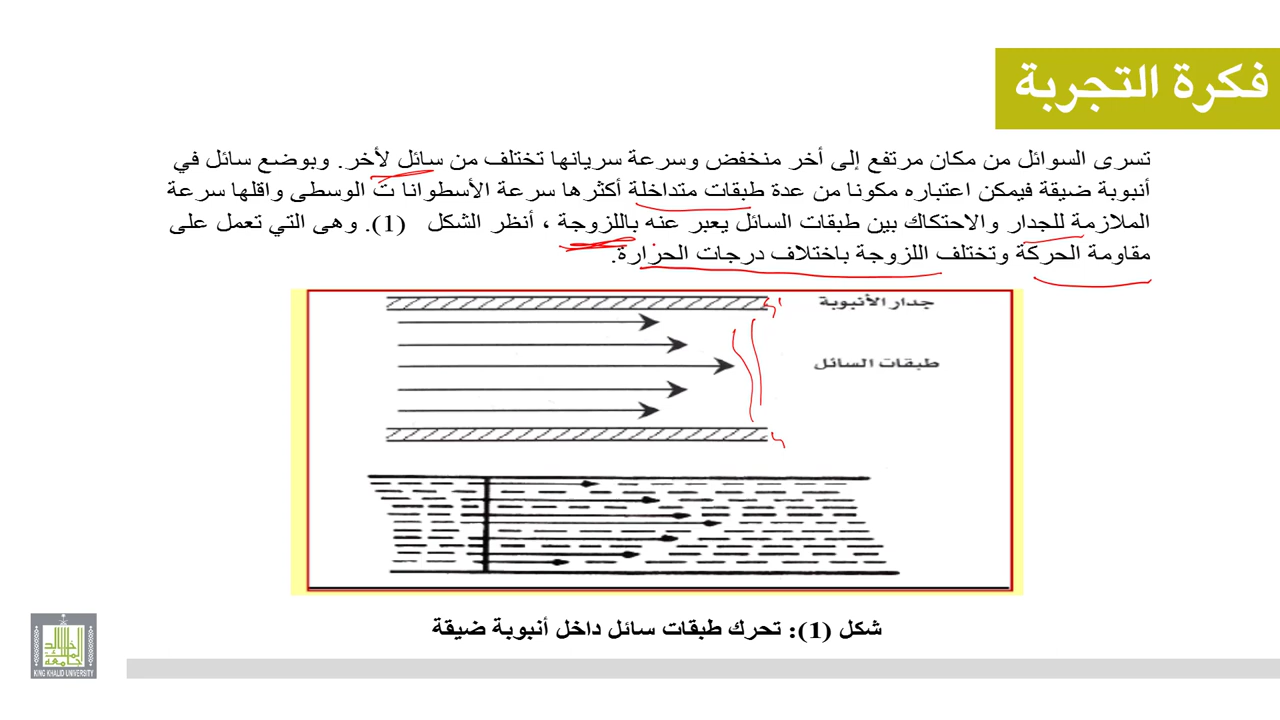 فكرة التجربة
تسرى السوائل من مكان مرتفع إلى أخر منخفض وسرعة سريانها تختلف من سائل لأخر. وبوضع سائل في
أنبوبة ضيقة فيمكن اعتباره مكونا من عدة طبقات متداخلة أكثرها سرعة الأسطوانا ت الوسطى واقلها سرعة
الملازمة للجدار والاحتكاك بين طبقات السائل يعبر عنه باللزوجة ، أنظر الشكل (1). وهى التي تعمل على
مقاومة الحركة وتختلف اللزوجة باختلاف درجات الحرارة.
جدار الأنبوبة
طبقات السائل
شكل (1): تحرك طبقات سائل داخل أنبوبة ضيقة
KING KHALID UNIVERSITY